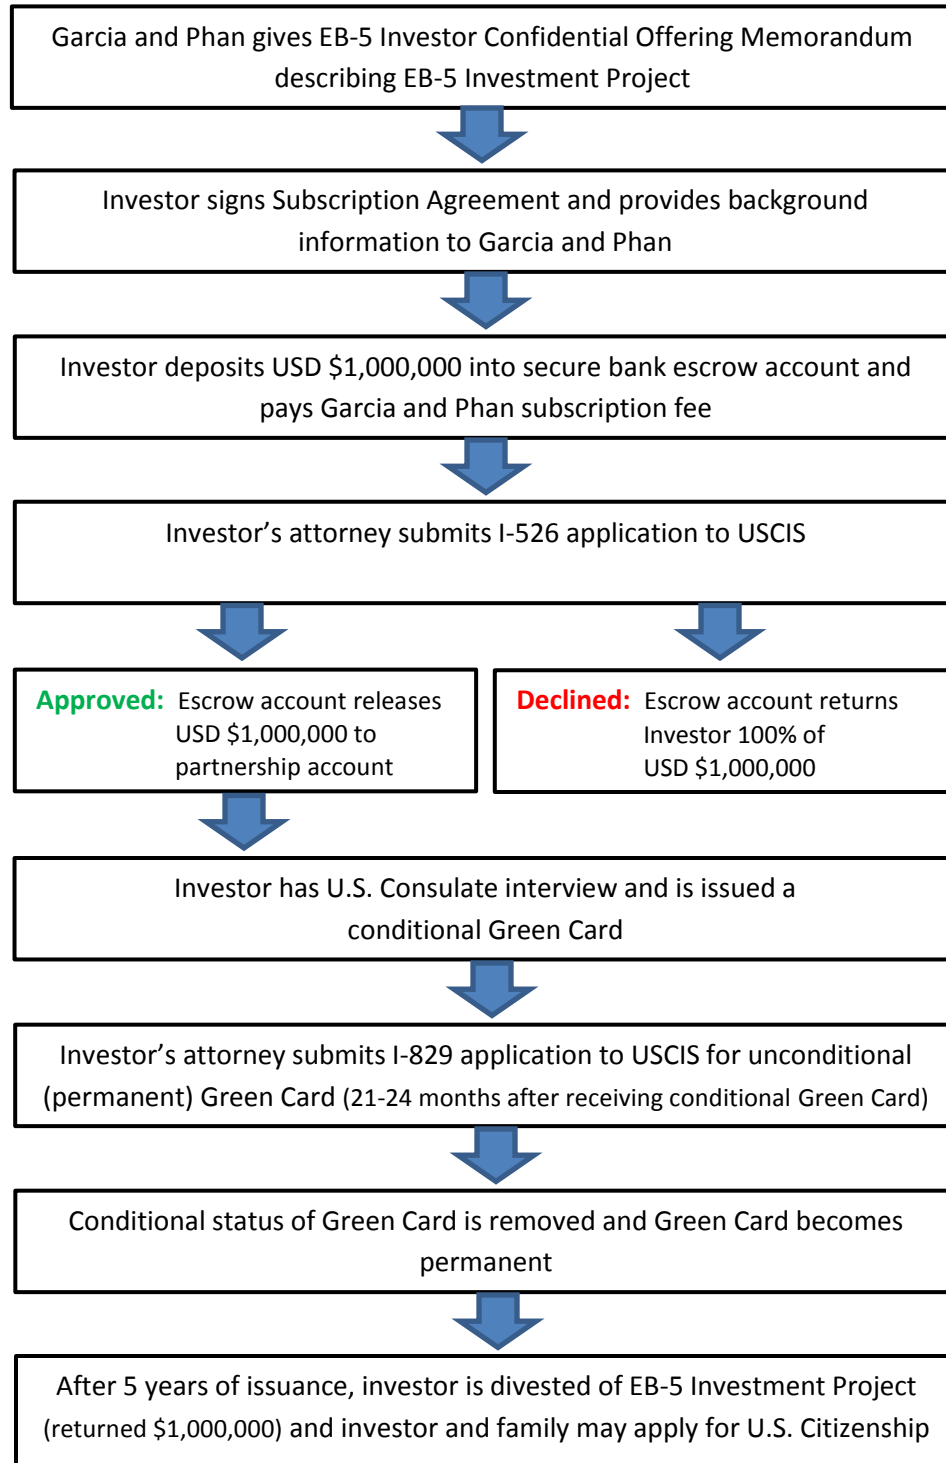 Garcia and Phan gives EB-5 Investor Confidential Offering Memorandum
describing EB-5 Investment Project
Investor signs Subscription Agreement and provides background
information to Garcia and Phan
Investor deposits USD $1,000,000 into secure bank escrow account and
pays Garcia and Phan subscription fee
Investor’s attorney submits I-526 application to USCIS
Approved: Escrow account releases
USD $1,000,000 to
partnership account
Declined: Escrow account returns
Investor 100% of
USD $1,000,000
Investor has U.S. Consulate interview and is issued a
conditional Green Card
Investor’s attorney submits I-829 application to USCIS for unconditional
(permanent) Green Card (21-24 months after receiving conditional Green Card)
Conditional status of Green Card is removed and Green Card becomes
permanent
After 5 years of issuance, investor is divested of EB-5 Investment Project
(returned $1,000,000) and investor and family may apply for U.S. Citizenship